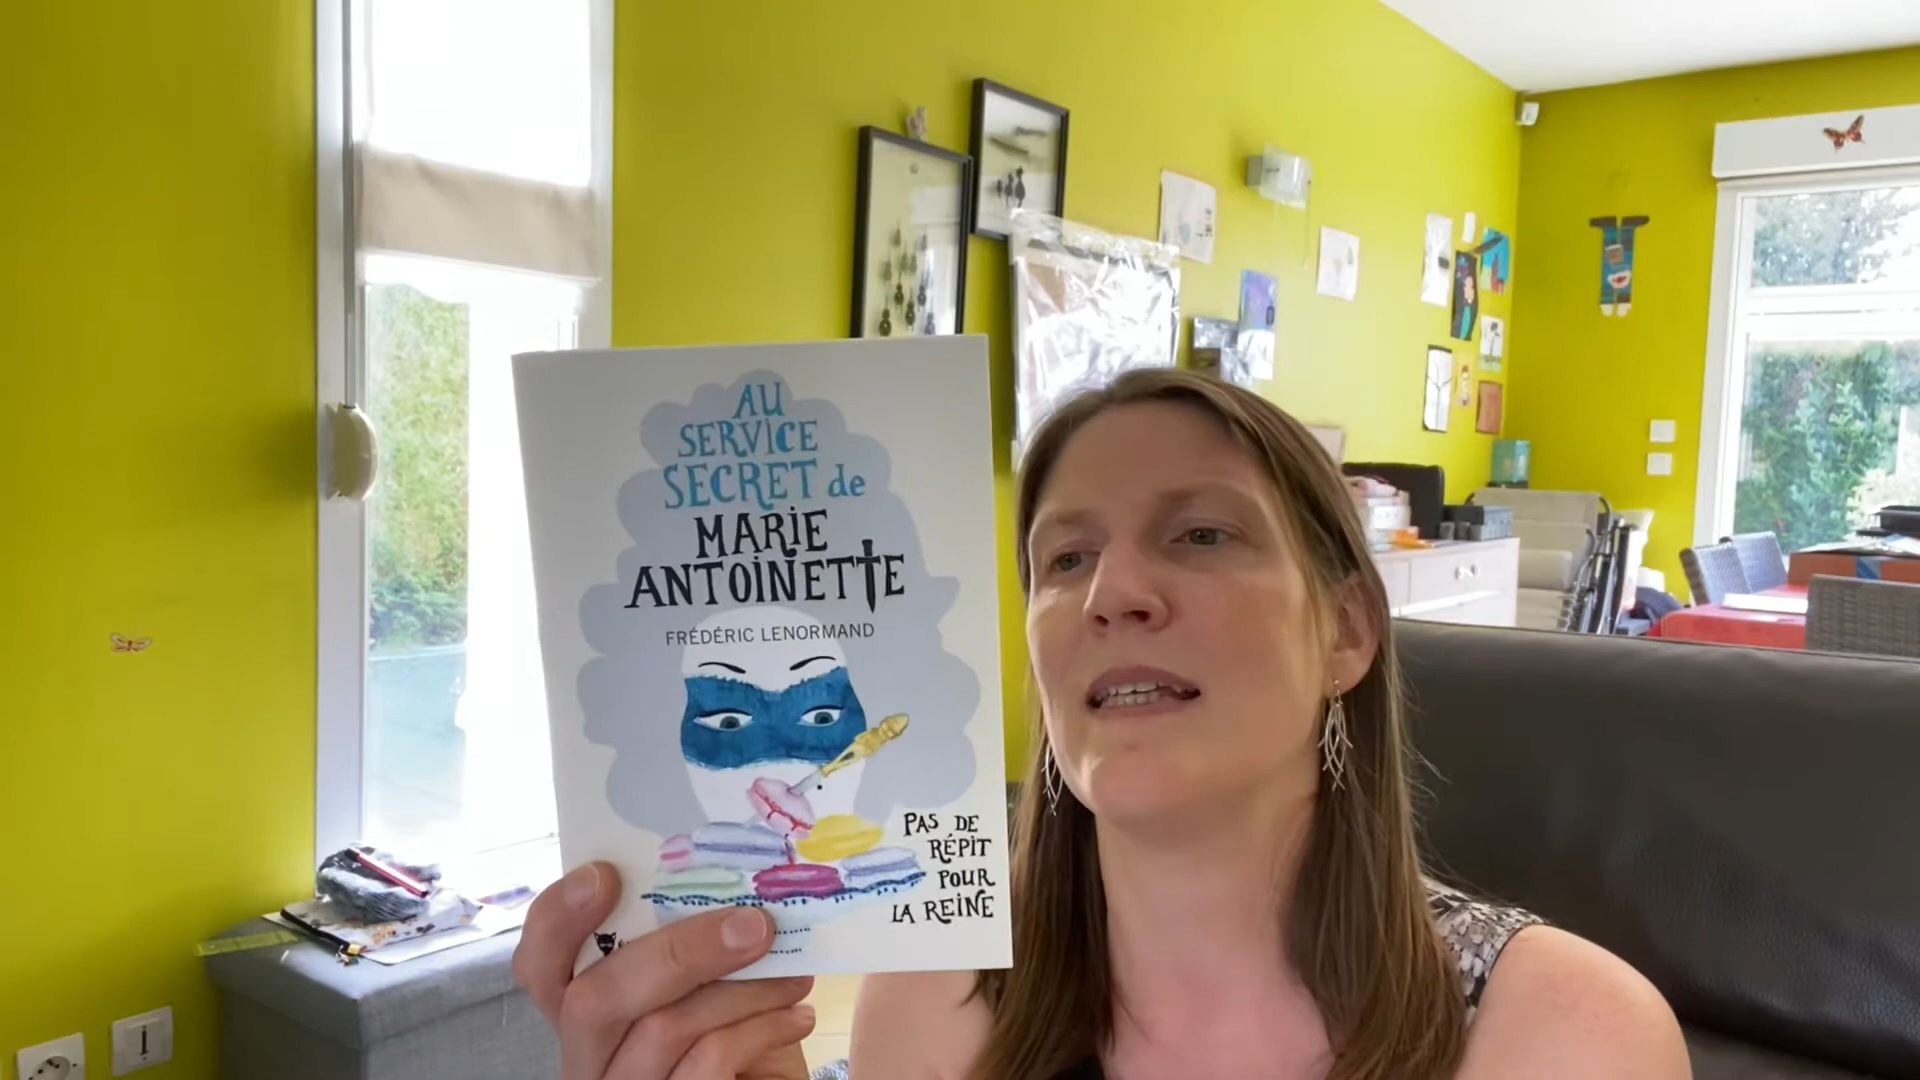 AU
SERVICE
SECRET de
MARIE
ANTOINETTE
FRÉDÉRIC LENORMAND
PAS DE
RÉPIT
POUR
LA REINE